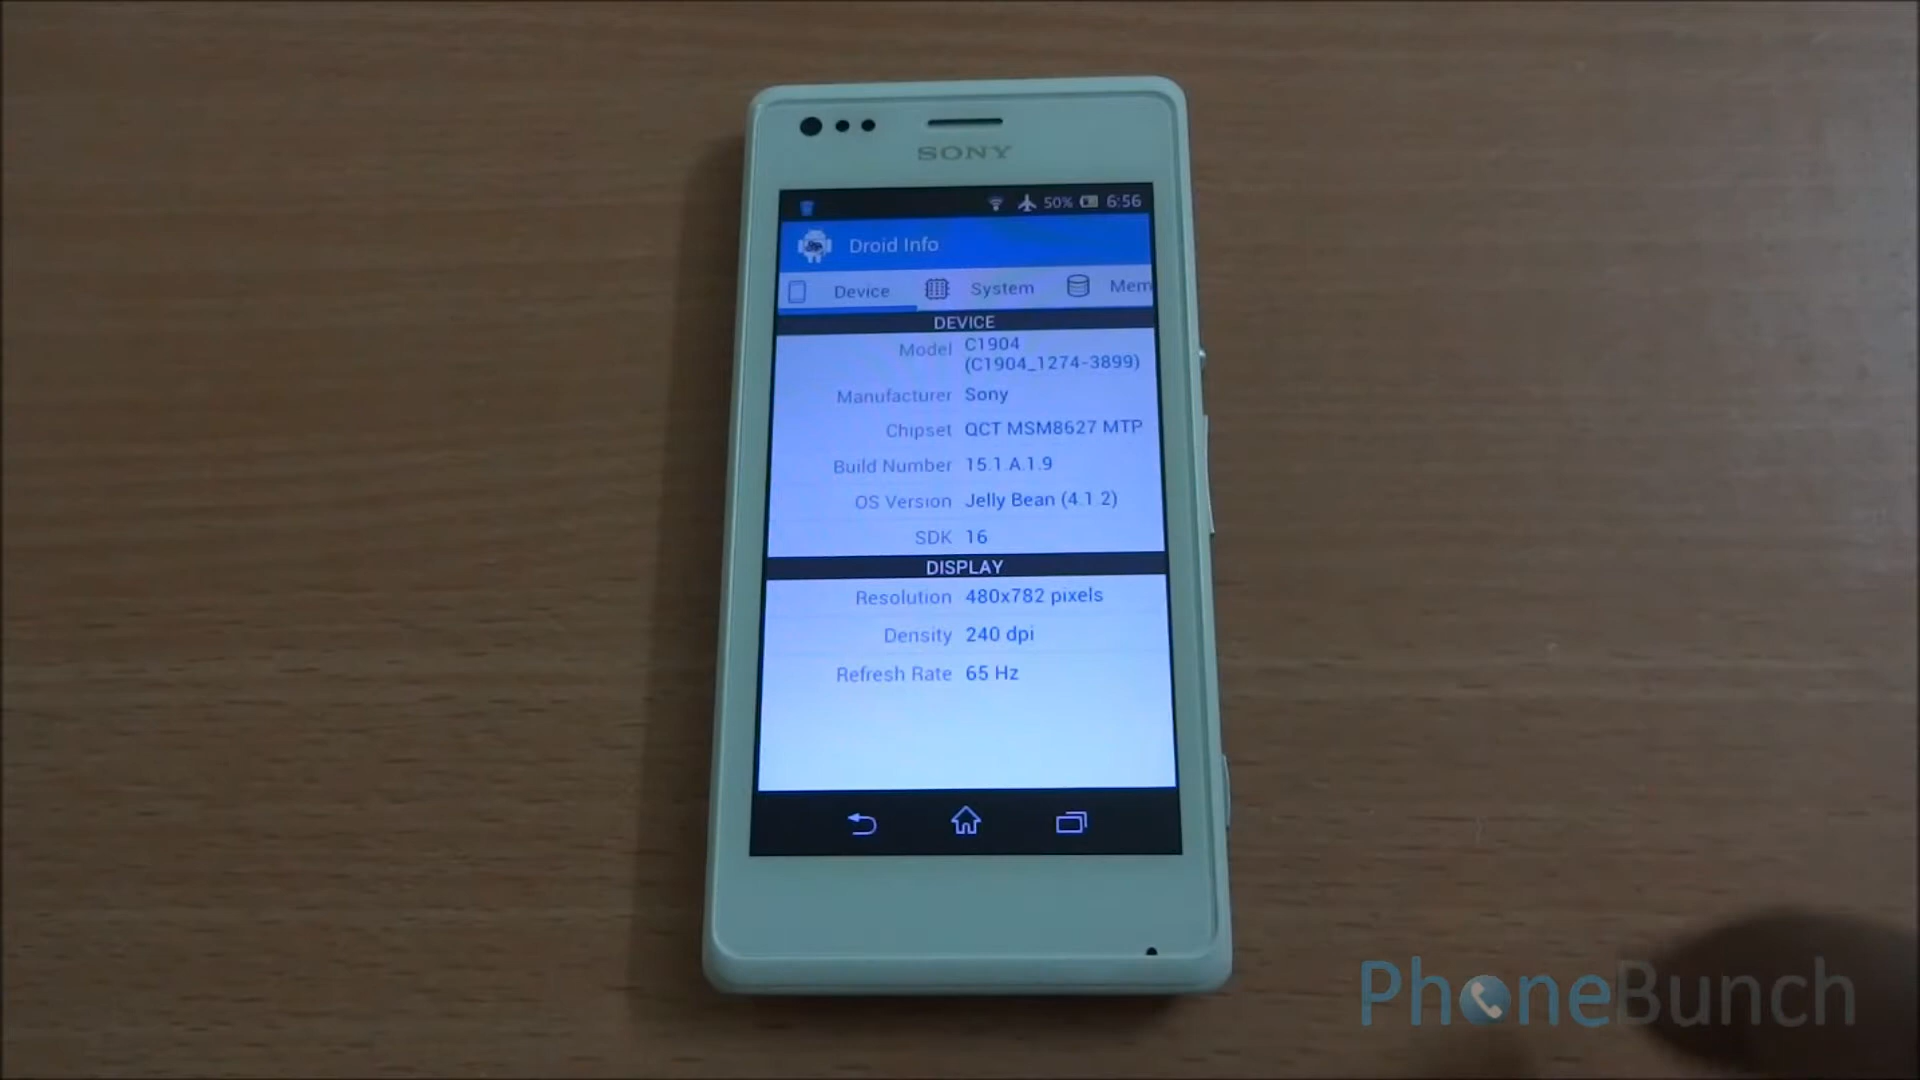 SONY
50% 6:56
Droid Info
Device System Mem
DEVICE
Model C1904
(C1904_1274-3899)
Manufacturer Sony
Chipset QCT MSM8627 MTP
Build Number 15.1.A.1.9
OS Version Jelly Bean (4.1.2)
SDK 16
DISPLAY
Resolution 480x782 pixels
Density 240 dpi
Refresh Rate 65 Hz
PhoneBunch